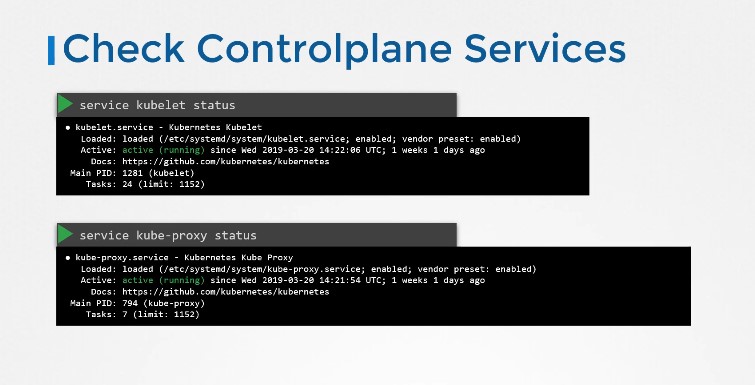 Check Controlplane Services
service kubelet status
● kubelet.service - Kubernetes Kubelet
Loaded: loaded (/etc/systemd/system/kubelet.service; enabled; vendor preset: enabled)
Active: active (running) since Wed 2019-03-20 14:22:06 UTC; 1 weeks 1 days ago
Docs: https://github.com/kubernetes/kubernetes
Main PID: 1281 (kubelet)
Tasks: 24 (limit: 1152)
service kube-proxy status
● kube-proxy.service - Kubernetes Kube Proxy
Loaded: loaded (/etc/systemd/system/kube-proxy.service; enabled; vendor preset: enabled)
Active: active (running) since Wed 2019-03-20 14:21:54 UTC; 1 weeks 1 days ago
Docs: https://github.com/kubernetes/kubernetes
Main PID: 794 (kube-proxy)
Tasks: 7 (limit: 1152)